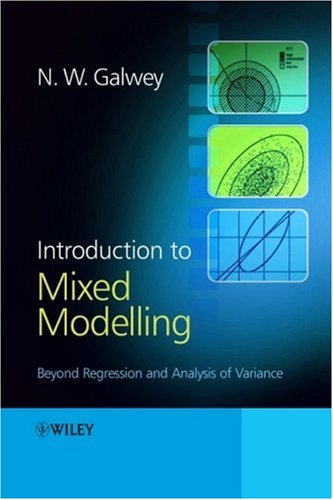 N. W. Galwey
Introduction to
Mixed
Modelling
Beyond Regression and Analysis of Variance
WILEY